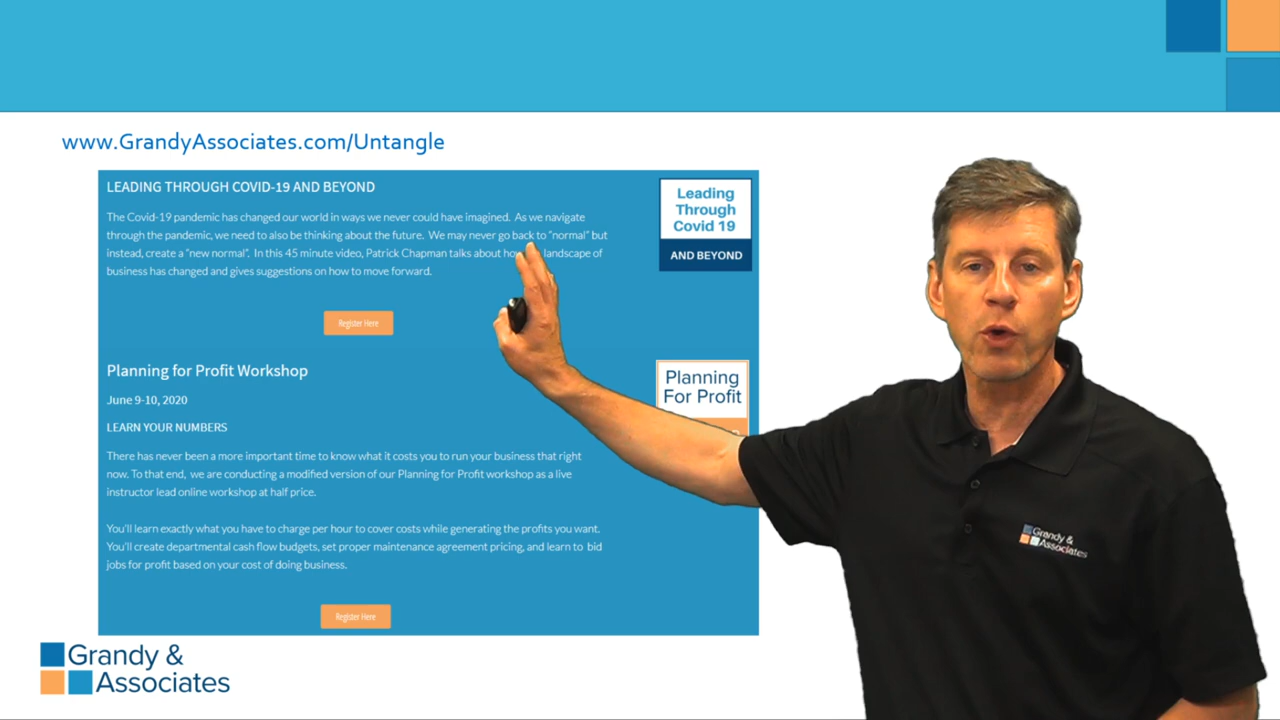 www.GrandyAssociates.com/Untangle
LEADING THROUGH COVID-19 AND BEYOND
The Covid-19 pandemic has changed our world in ways we never could have imagined. As we navigate
through the pandemic, we need to also be thinking about the future. We may never go back to "normal" but
instead, create a "new normal". In this 45 minute video, Patrick Chapman talks about landscape of
business has changed and gives suggestions on how to move forward.
Register Here
Leading
Through
Covid 19
AND BEYOND
Planning for Profit Workshop
June 9-10, 2020
LEARN YOUR NUMBERS
There has never been a more important time to know what it costs you to run your business that right
now. To that end, we are conducting a modified version of our Planning for Profit workshop as a live
instructor lead online workshop at half price.
You'll learn exactly what you have to charge per hour to cover costs while generating the profits you want.
You'll create departmental cash flow budgets, set proper maintenance agreement pricing, and learn to bid
jobs for profit based on your cost of doing business.
Register Here
Planning
For Profit
Grandy &
Associates
Grandy &
Associates